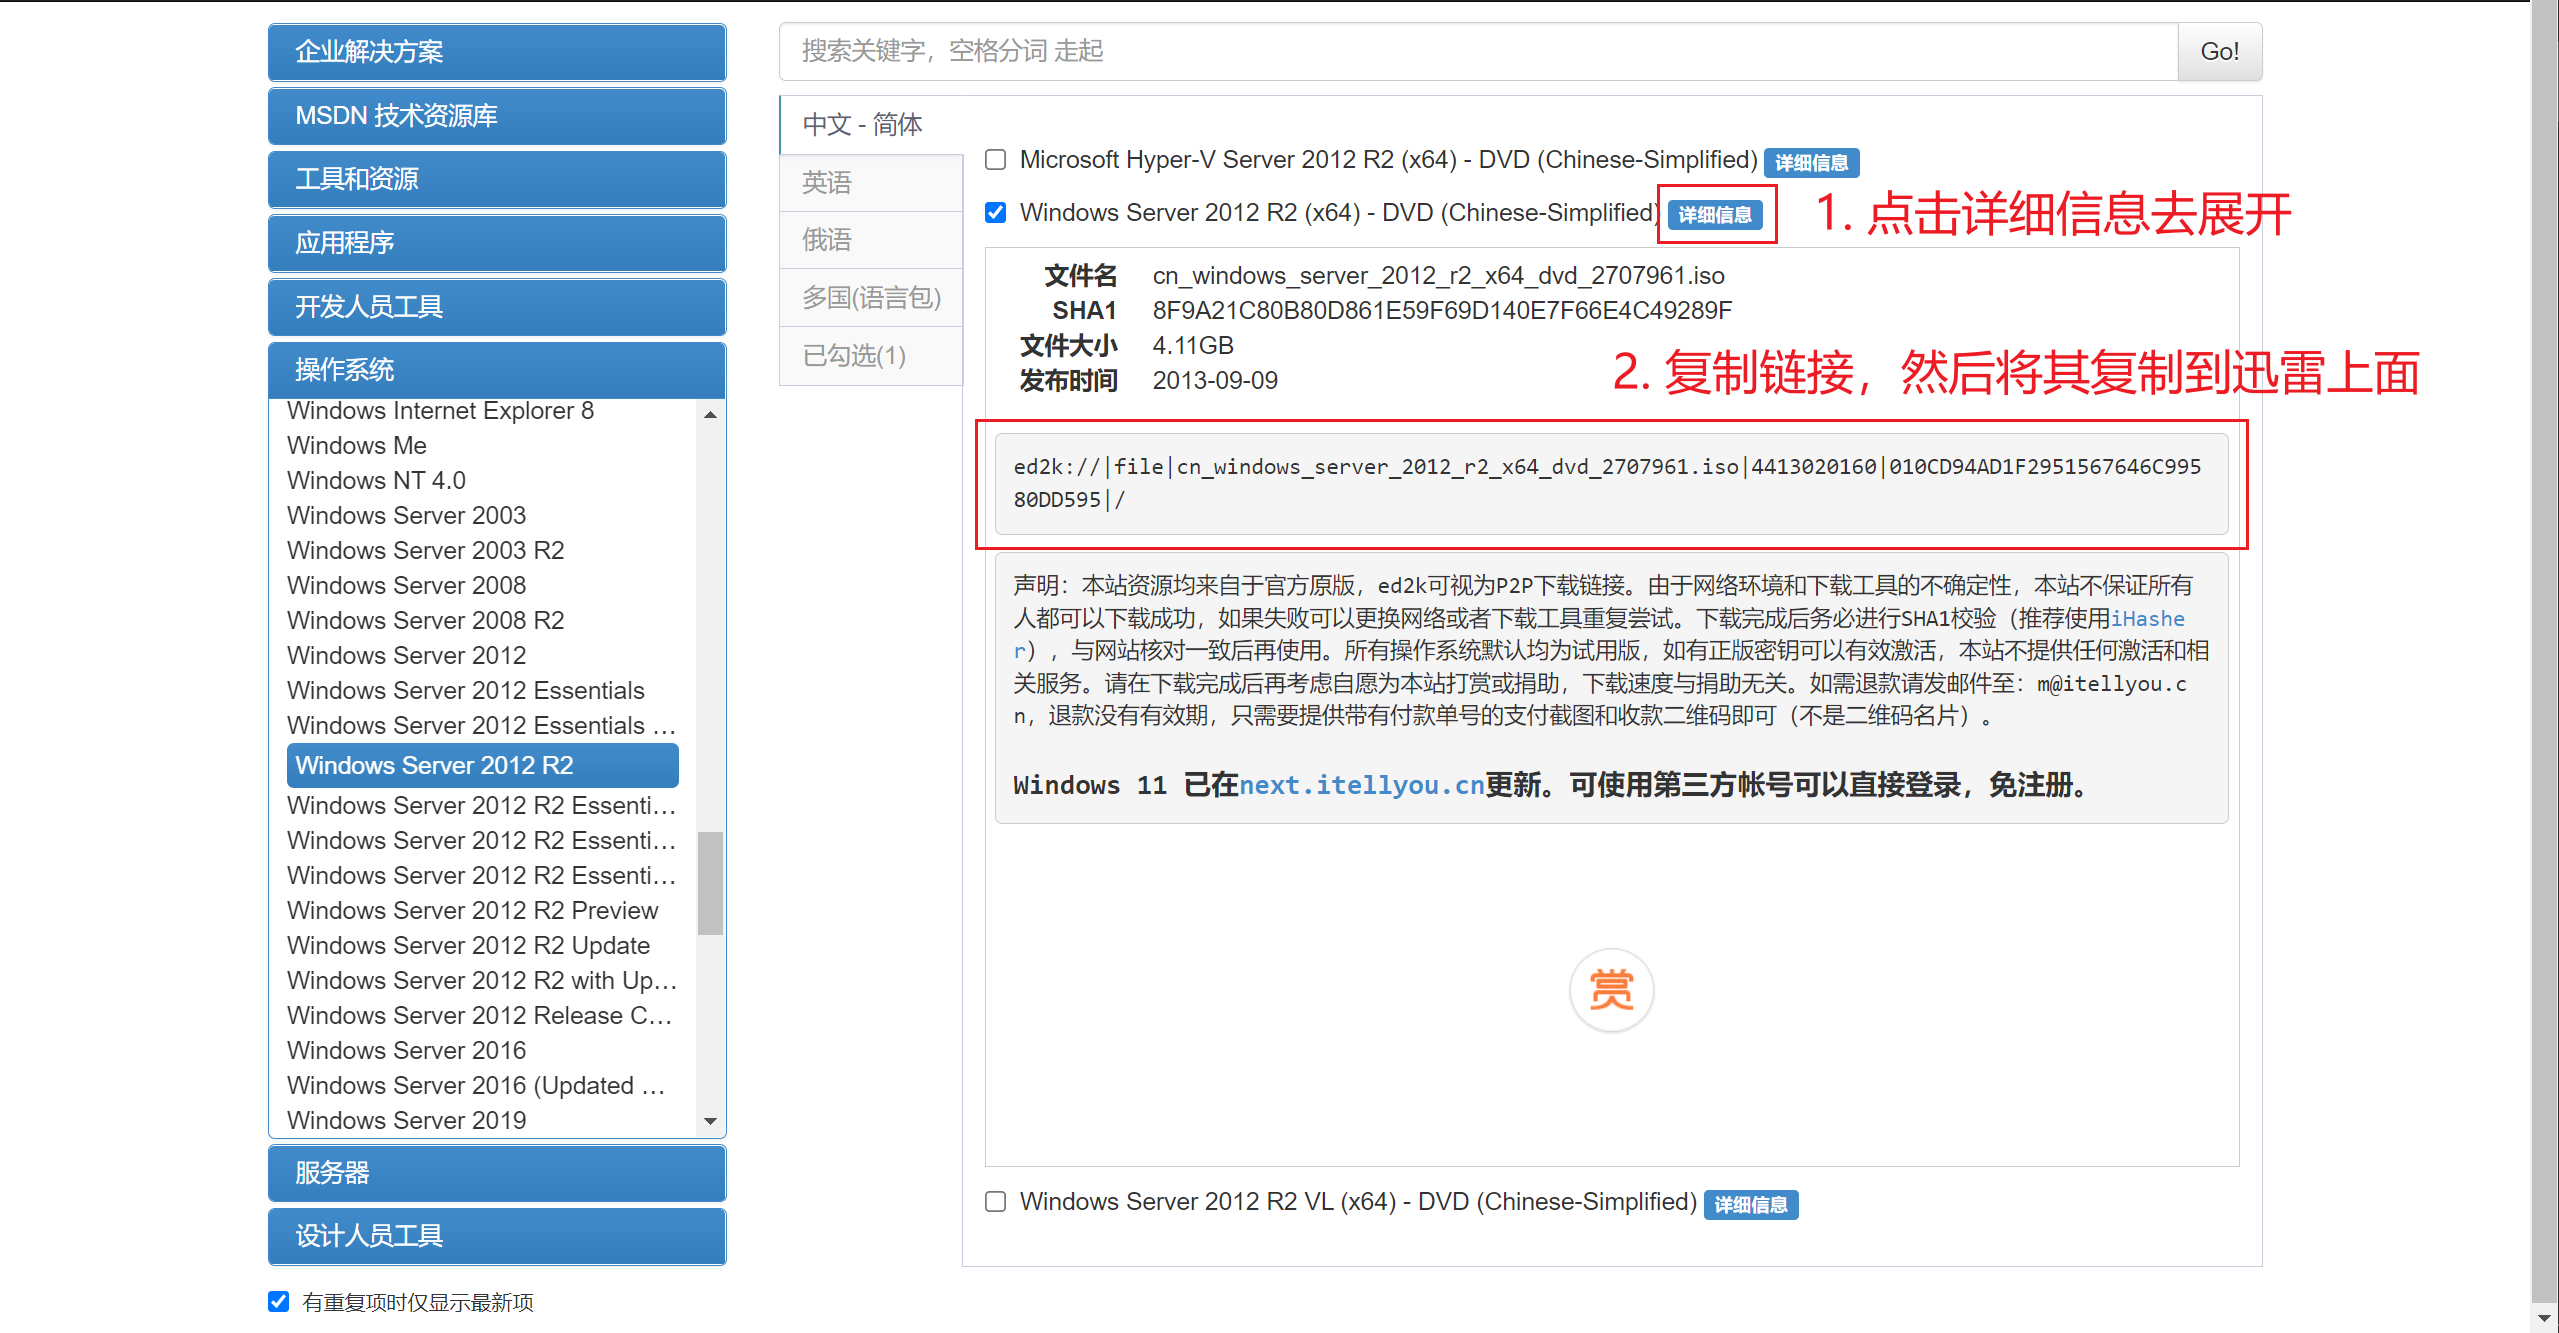 企业解决方案
MSDN 技术资源库
工具和资源
应用程序
开发人员工具
操作系统
Windows Internet Explorer 8
Windows Me
Windows NT 4.0
Windows Server 2003
Windows Server 2003 R2
Windows Server 2008
Windows Server 2008 R2
Windows Server 2012
Windows Server 2012 Essentials
Windows Server 2012 Essentials ...
Windows Server 2012 R2
Windows Server 2012 R2 Essenti...
Windows Server 2012 R2 Essenti...
Windows Server 2012 R2 Essenti...
Windows Server 2012 R2 Preview
Windows Server 2012 R2 Update
Windows Server 2012 R2 with Up...
Windows Server 2012 Release C...
Windows Server 2016
Windows Server 2016 (Updated ...
Windows Server 2019
服务器
设计人员工具
有重复项时仅显示最新项
搜索关键字，空格分词 走起
Go!
中文 - 简体
英语
俄语
多国(语言包)
已勾选(1)
Microsoft Hyper-V Server 2012 R2 (x64) - DVD (Chinese-Simplified) 详细信息
Windows Server 2012 R2 (x64) - DVD (Chinese-Simplified) 详细信息
1. 点击详细信息去展开
文件名 cn_windows_server_2012_r2_x64_dvd_2707961.iso
SHA1 8F9A21C80B80D861E59F69D140E7F66E4C49289F
文件大小 4.11GB
发布时间 2013-09-09
2. 复制链接，然后将其复制到迅雷上面
ed2k://|file|cn_windows_server_2012_r2_x64_dvd_2707961.iso|4413020160|010CD94AD1F2951567646C995
80DD595|/
声明：本站资源均来自于官方原版，ed2k可视为P2P下载链接。由于网络环境和下载工具的不确定性，本站不保证所有
人都可以下载成功，如果失败可以更换网络或者下载工具重复尝试。下载完成后务必进行SHA1校验（推荐使用iHashe
r），与网站核对一致后再使用。所有操作系统默认均为试用版，如有正版密钥可以有效激活，本站不提供任何激活和相
关服务。请在下载完成后再考虑自愿为本站打赏或捐助，下载速度与捐助无关。如需退款请发邮件至：m@itellyou.c
n，退款没有有效期，只需要提供带有付款单号的支付截图和收款二维码即可（不是二维码名片）。
Windows 11 已在next.itellyou.cn更新。可使用第三方帐号可以直接登录，免注册。
赏
Windows Server 2012 R2 VL (x64) - DVD (Chinese-Simplified) 详细信息